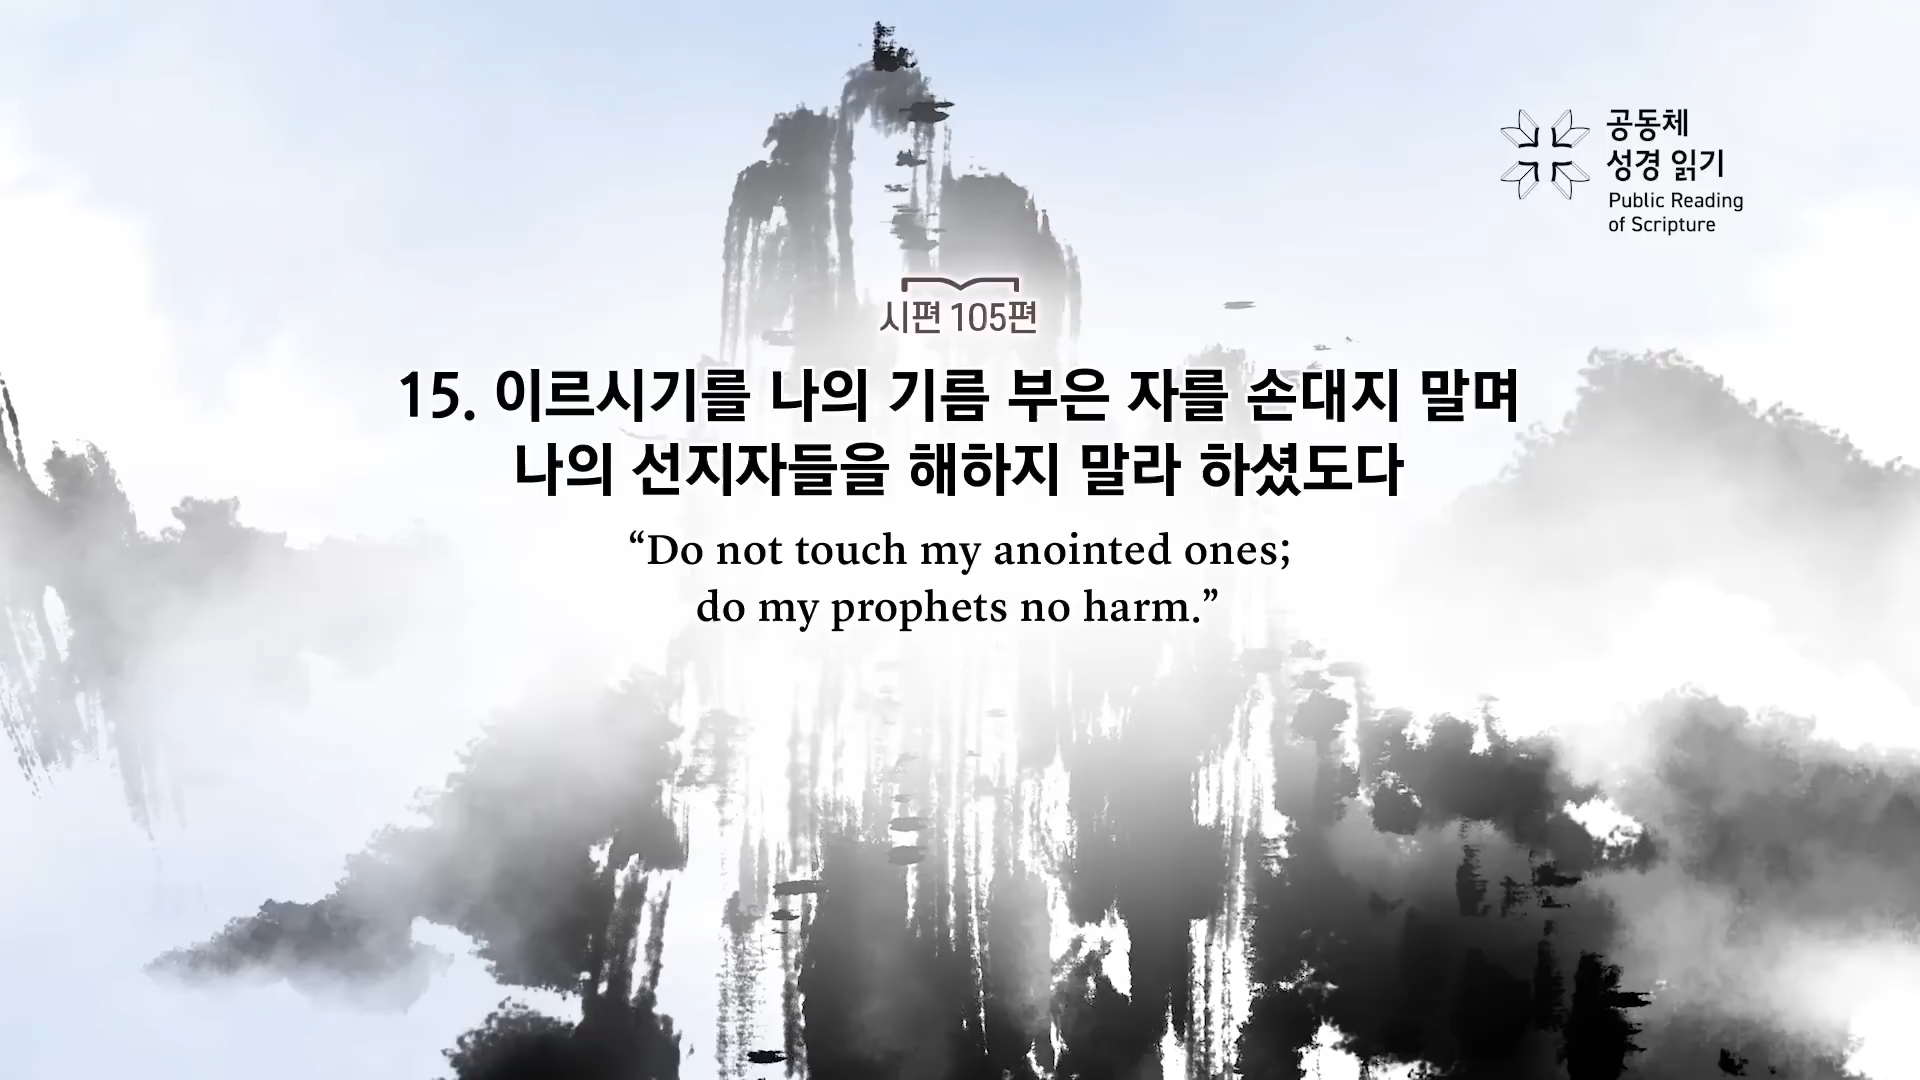 공동체
성경 읽기
Public Reading
of Scripture
시편 105편
15. 이르시기를 나의 기름 부은 자를 손대지 말며
나의 선지자들을 해하지 말라 하셨도다
“Do not touch my anointed ones;
do my prophets no harm.”